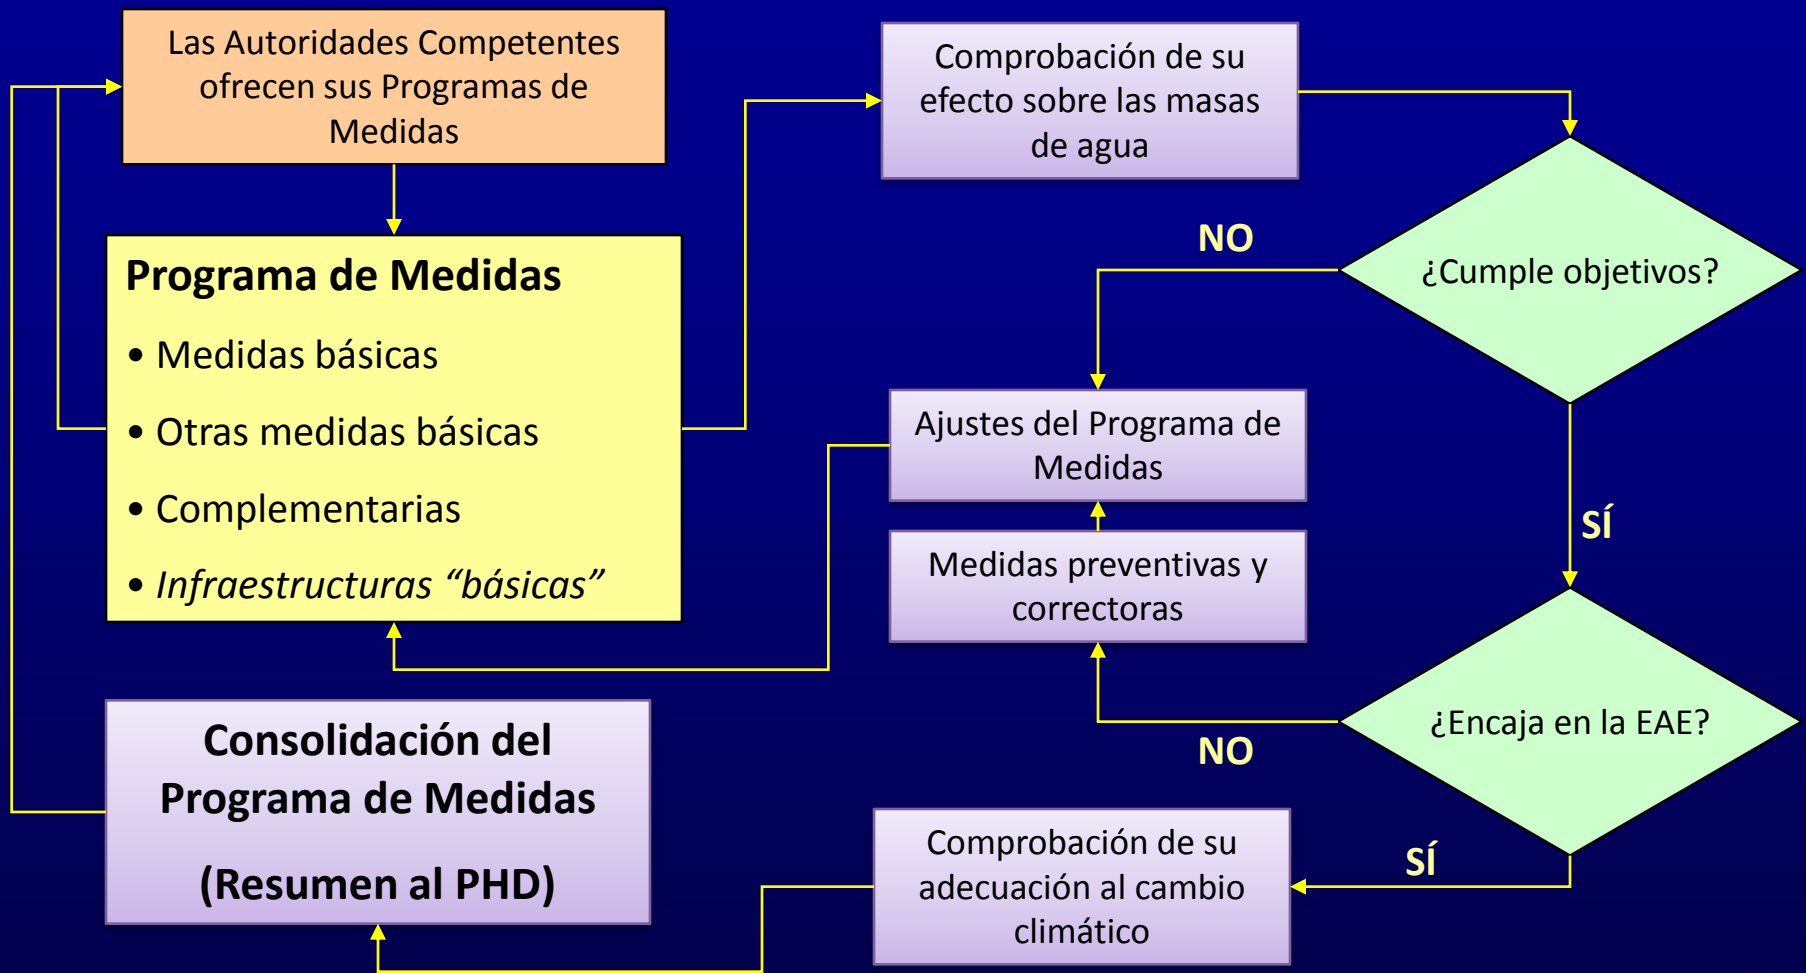 Las Autoridades Competentes
ofrecen sus Programas de
Medidas
Programa de Medidas
• Medidas básicas
• Otras medidas básicas
• Complementarias
• Infraestructuras “básicas”
Consolidación del
Programa de Medidas
(Resumen al PHD)
Comprobación de su
efecto sobre las masas
de agua
¿Cumple objetivos?
NO
Ajustes del Programa de
Medidas
SÍ
Medidas preventivas y
correctoras
¿Encaja en la EAE?
NO
SÍ
Comprobación de su
adecuación al cambio
climático